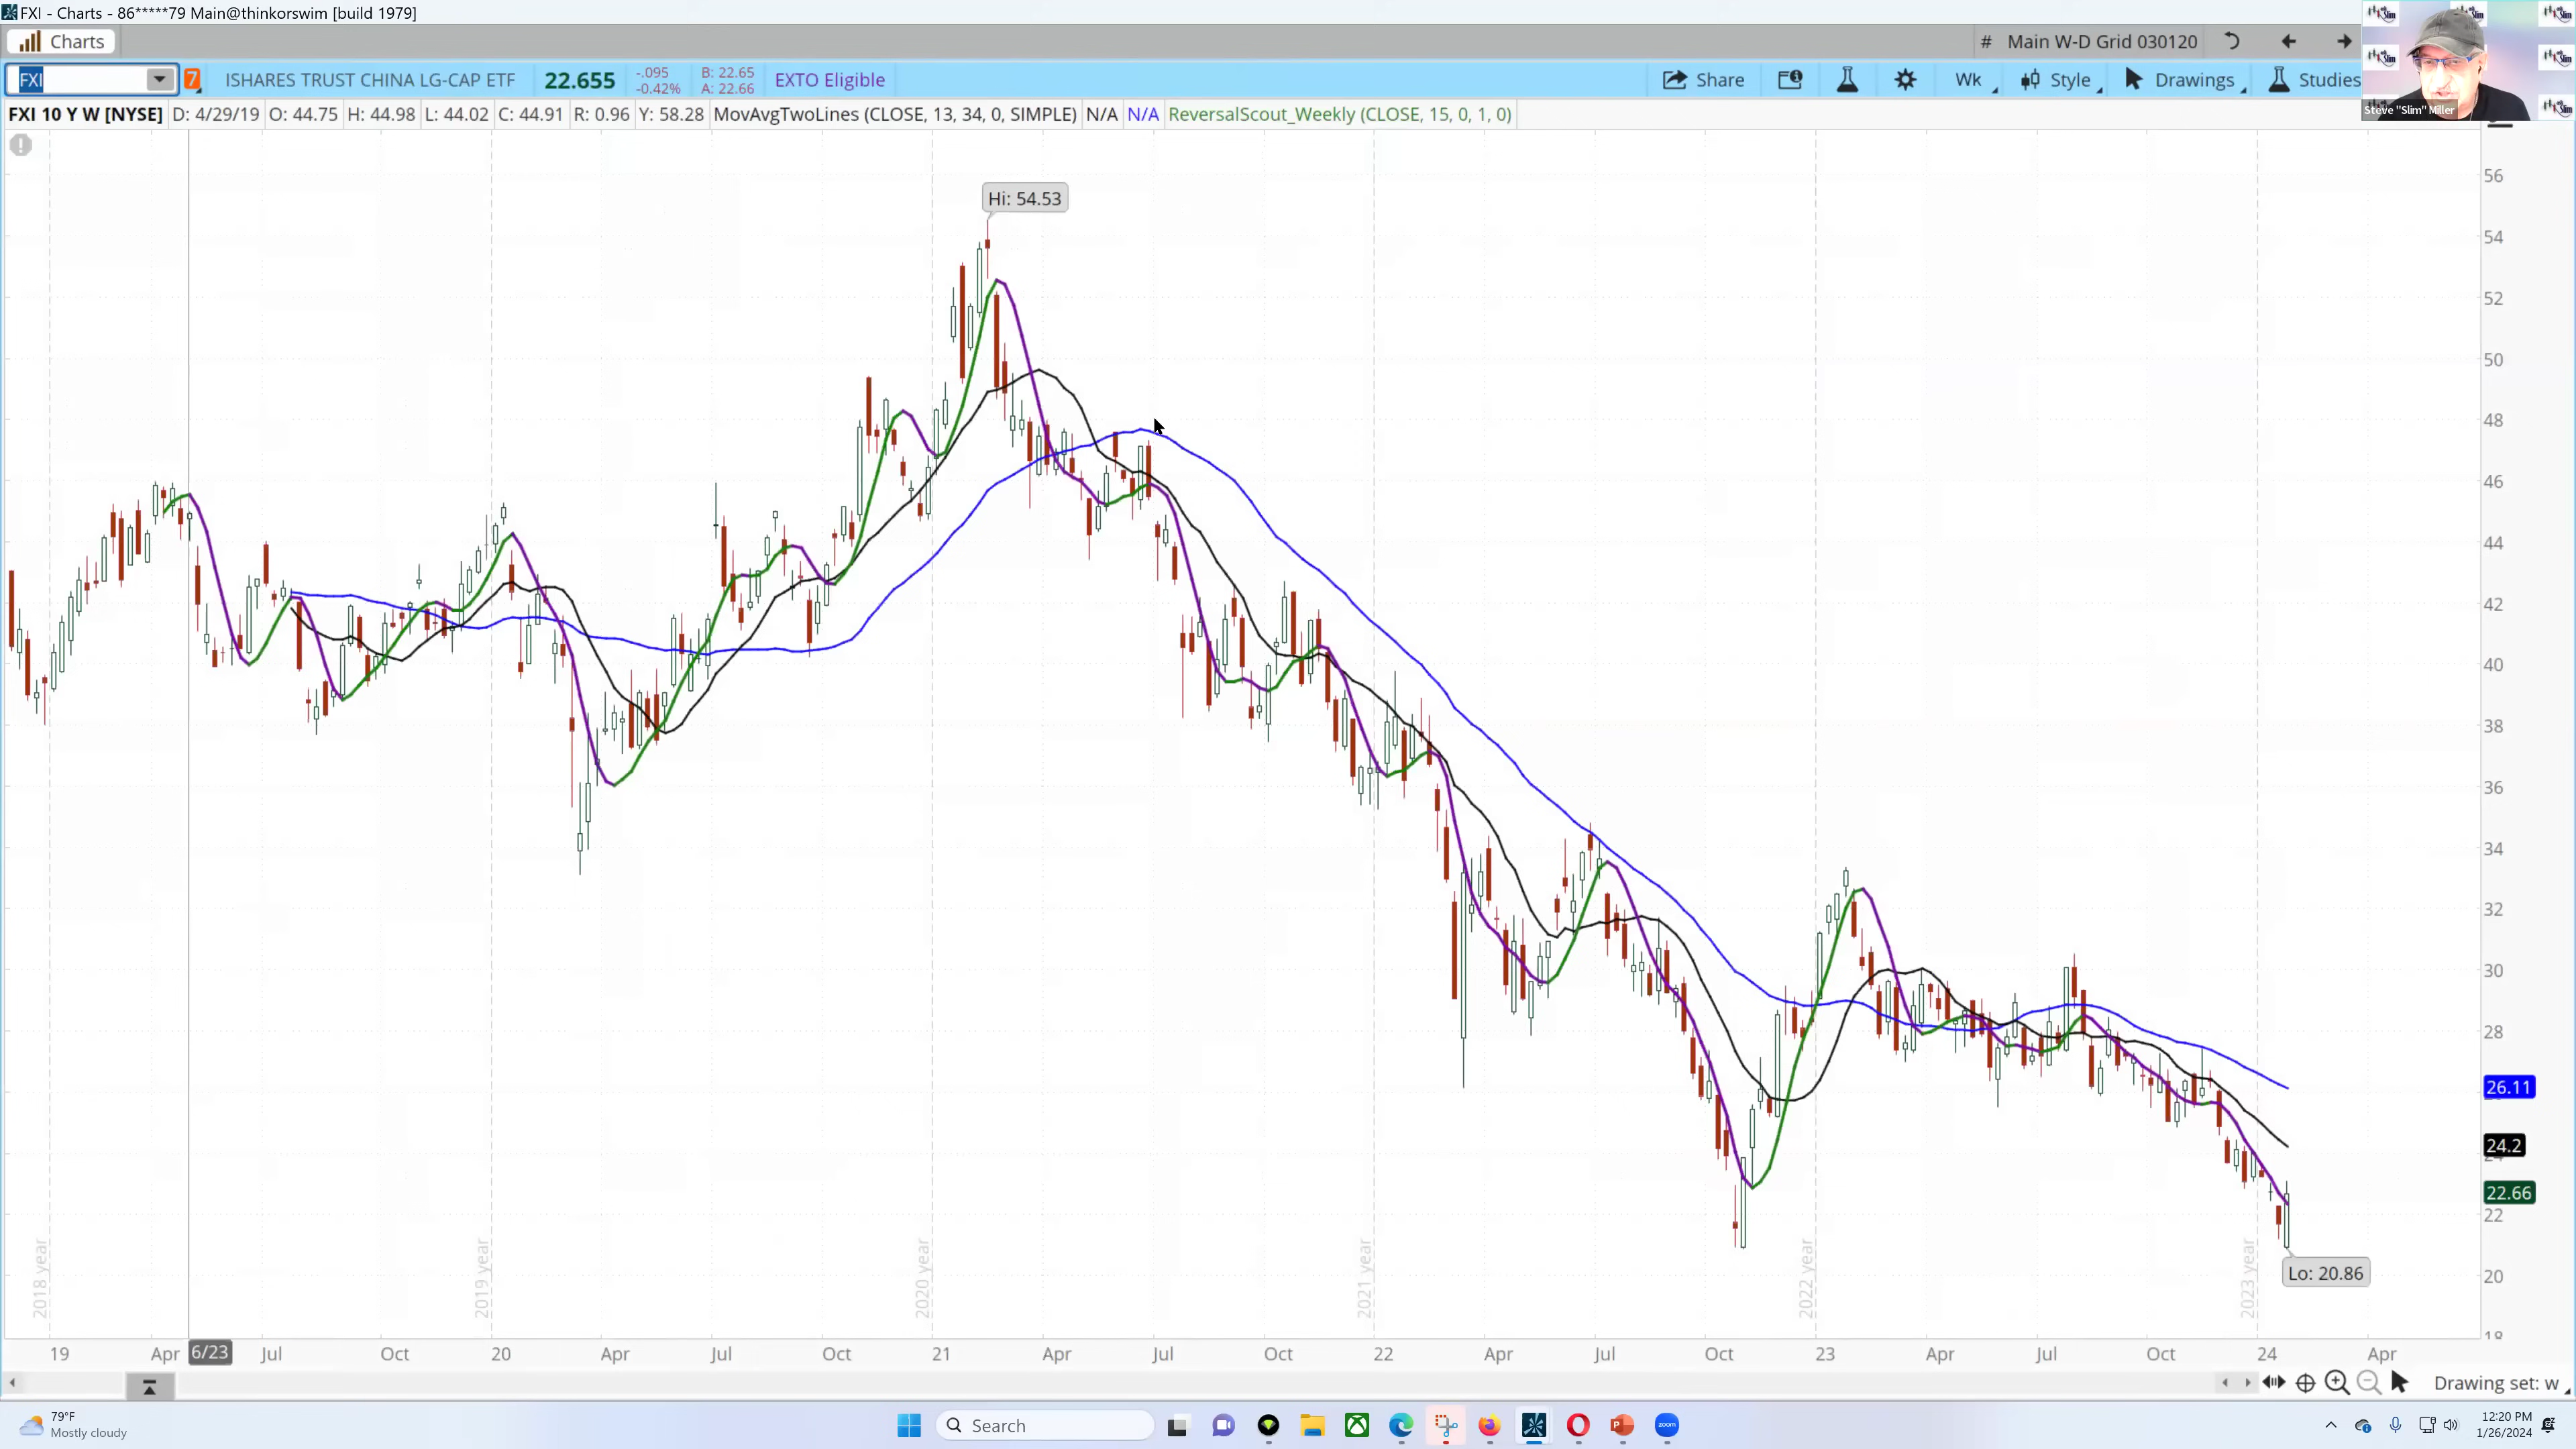 FXI - Charts - 86*****79 Main@thinkorswim [build 1979]
Charts
# Main W-D Grid 030120
FXI
7
ISHARES TRUST CHINA LG-CAP ETF
22.655
-.095
-0.42%
B: 22.65
A: 22.66
EXTO Eligible
Share
Wk
Style
Drawings
Studies
Steve "Slim" Miller
FXI 10 Y W [NYSE] D: 4/29/19 O: 44.75 H: 44.98 L: 44.02 C: 44.91 R: 0.96 Y: 58.28 MovAvgTwoLines (CLOSE, 13, 34, 0, SIMPLE) N/A N/A ReversalScout_Weekly (CLOSE, 15, 0, 1, 0)
Hi: 54.53
56
54
52
50
48
46
44
42
40
38
36
34
32
30
28
26.11
24.2
22.66
22
20
18
Lo: 20.86
2018 year
2019 year
2020 year
2021 year
2022 year
2023 year
19 Apr 6/23 Jul Oct 20 Apr Jul Oct 21 Apr Jul Oct 22 Apr Jul Oct 23 Apr Jul Oct 24 Apr
Drawing set: w
79°F
Mostly cloudy
Search
zoom
12:20 PM
1/26/2024